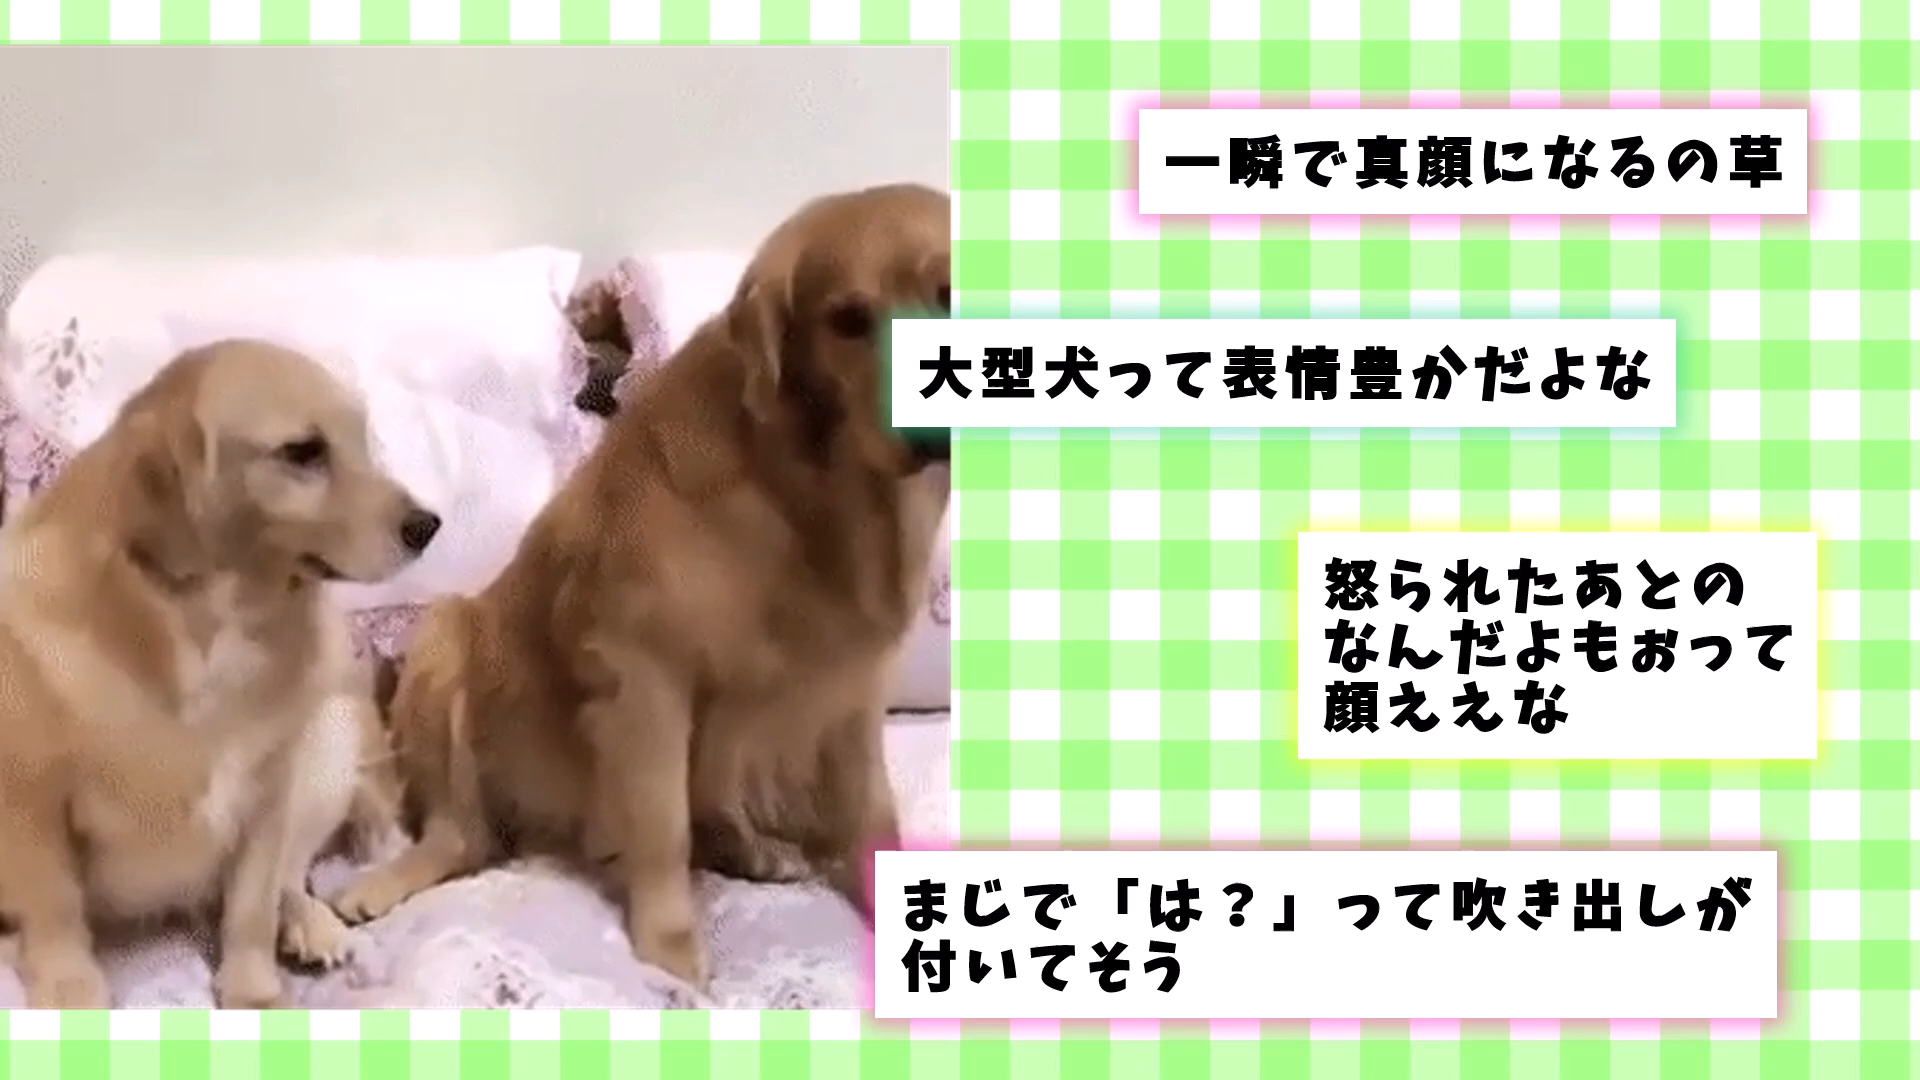 一瞬で真顔になるの草
大型犬って表情豊かだよな
怒られたあとの
なんだよもぉって
顔ええな
まじで「は？」って吹き出しが
付いてそう